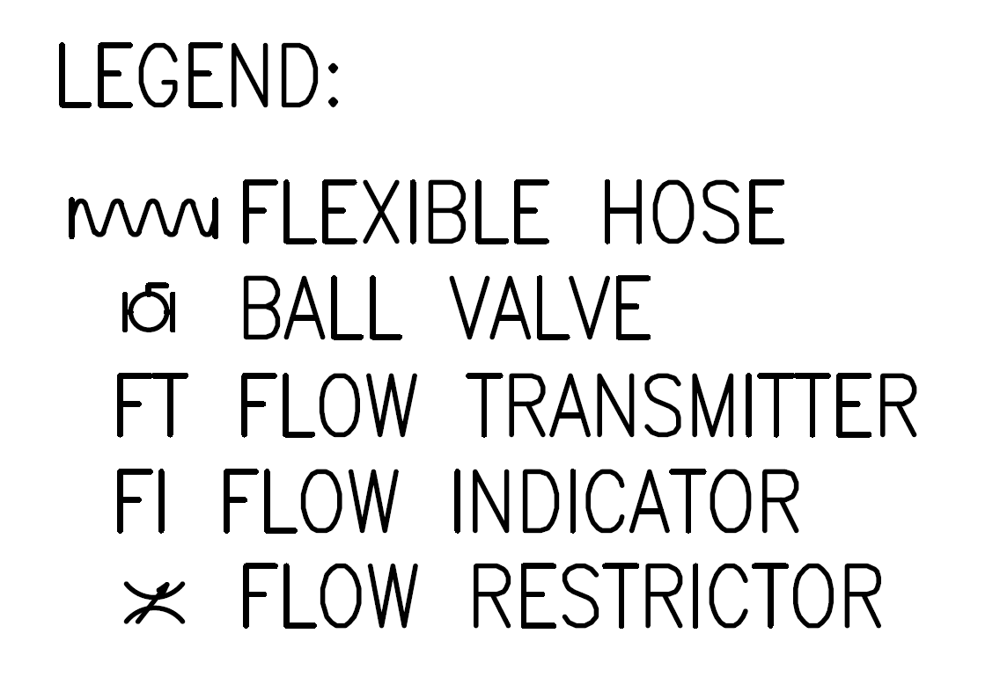 LEGEND:
FLEXIBLE HOSE
BALL VALVE
FT FLOW TRANSMITTER
FI FLOW INDICATOR
FLOW RESTRICTOR